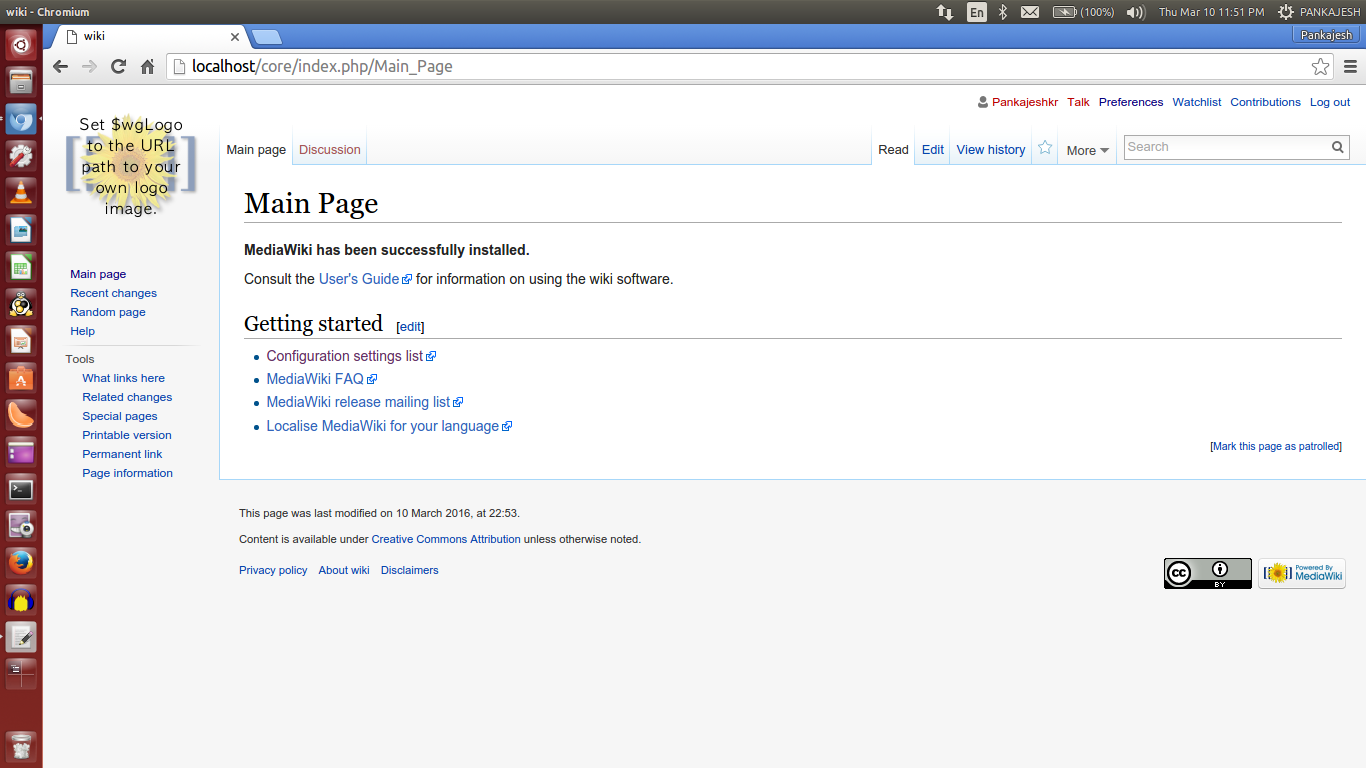 wiki - Chromium
En
(100%)
Thu Mar 10 11:51 PM
PANKAJESH
wiki
Pankajesh
localhost/core/index.php/Main_Page
Pankajeshkr Talk Preferences Watchlist Contributions Log out
Set $wgLogo
to the URL
path to your
own logo
image.
Main page Discussion
Read Edit View history More Search
Main page
Recent changes
Random page
Help
Tools
What links here
Related changes
Special pages
Printable version
Permanent link
Page information
Main Page
MediaWiki has been successfully installed.
Consult the User's Guide for information on using the wiki software.
Getting started [edit]
Configuration settings list
MediaWiki FAQ
MediaWiki release mailing list
Localise MediaWiki for your language
[Mark this page as patrolled]
This page was last modified on 10 March 2016, at 22:53.
Content is available under Creative Commons Attribution unless otherwise noted.
Privacy policy About wiki Disclaimers
cc
BY
Powered By
MediaWiki